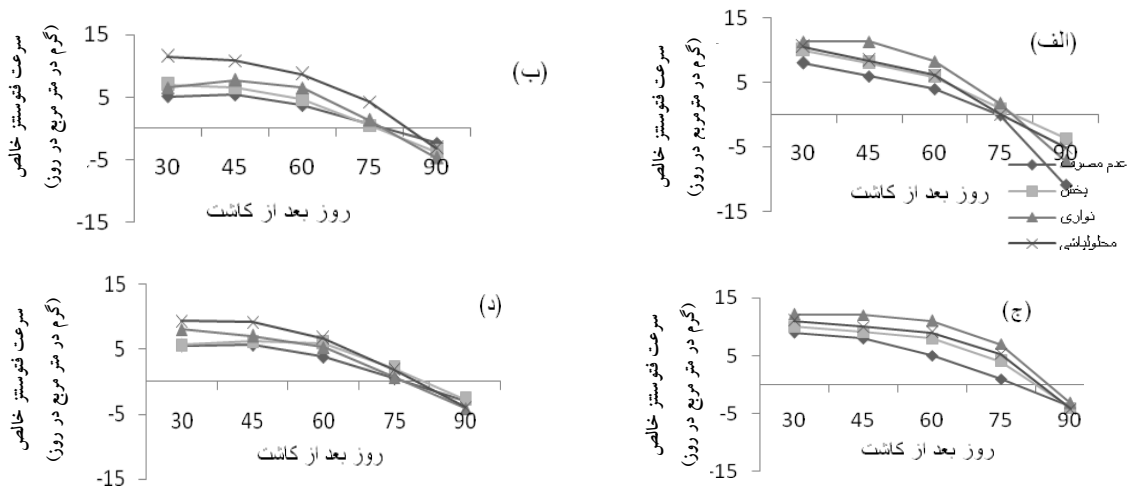 (الف)
سرعت فتوسنتز خالص
(گرم در مترمربع در روز)
15
5
-5
-15
30 45 60 75 90
روز بعد از کاشت
عدم مصرف
پخش
نواری
محلولپاشی
(ب)
سرعت فتوسنتز خالص
(گرم در متر مربع در روز)
15
5
-5
-15
30 45 60 75 90
روز بعد از کاشت
(ج)
سرعت فتوسنتز خالص
(گرم در متر مربع در روز)
15
5
-5
-15
30 45 60 75 90
روز بعد از کاشت
(د)
سرعت فتوسنتز خالص
(گرم در متر مربع در روز)
15
5
-5
-15
30 45 60 75 90
روز بعد از کاشت